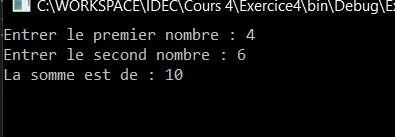 C:\WORKSPACE\IDEC\Cours 4\Exercice4\bin\Debug\Ex
Entrer le premier nombre : 4
Entrer le second nombre : 6
La somme est de : 10